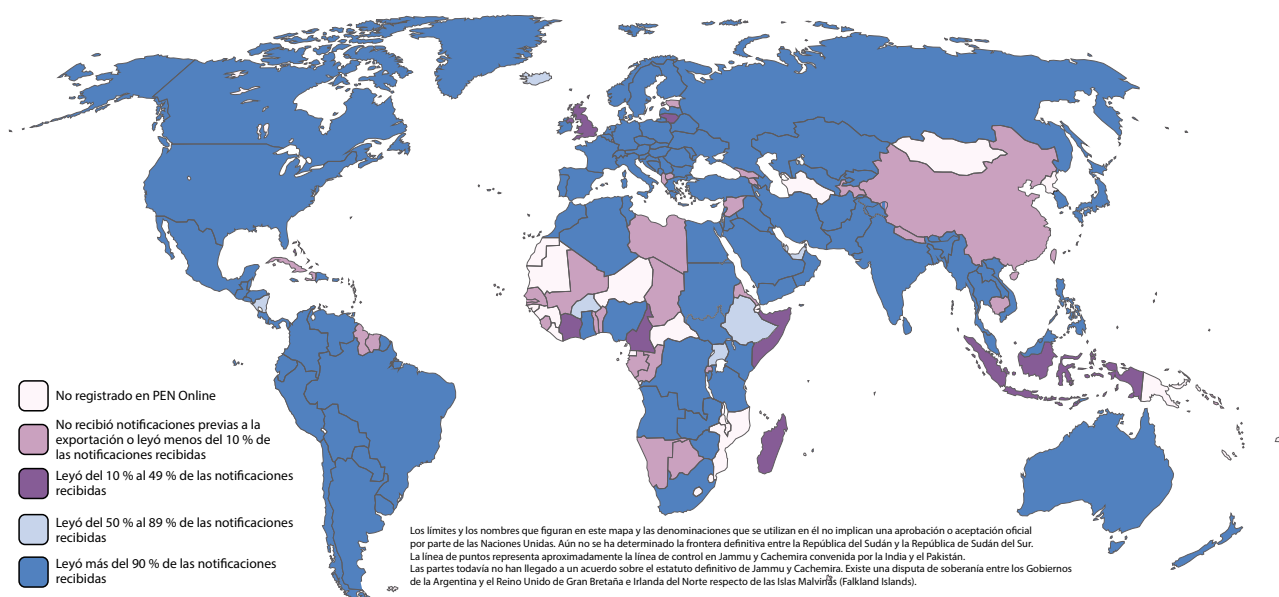 No registrado en PEN Online
No recibió notificaciones previas a la
exportación o leyó menos del 10 % de
las notificaciones recibidas
Leyó del 10 % al 49 % de las notificaciones
recibidas
Leyó del 50 % al 89 % de las notificaciones
recibidas
Leyó más del 90 % de las notificaciones
recibidas
Los límites y los nombres que figuran en este mapa y las denominaciones que se utilizan en él no implican una aprobación o aceptación oficial
por parte de las Naciones Unidas. Aún no se ha determinado la frontera definitiva entre la República del Sudán y la República de Sudán del Sur.
La línea de puntos representa aproximadamente la línea de control en Jammu y Cachemira convenida por la India y el Pakistán.
Las partes todavía no han llegado a un acuerdo sobre el estatuto definitivo de Jammu y Cachemira. Existe una disputa de soberanía entre los Gobiernos
de la Argentina y el Reino Unido de Gran Bretaña e Irlanda del Norte respecto de las Islas Malvinas (Falkland Islands).